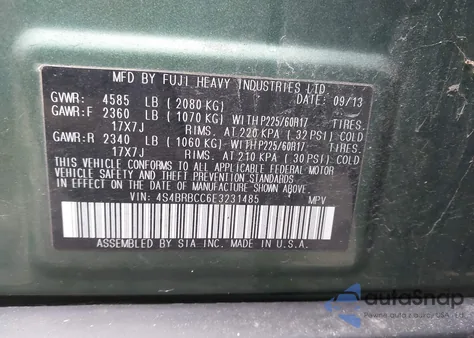 MFD BY FUJI HEAVY INDUSTRIES LTD.
GVWR: 4585 LB ( 2080 KG) DATE: 09/13
GAWR:F 2360 LB ( 1070 KG) WITH P225/60R17 TIRES,
17X7J RIMS, AT 220 KPA ( 32 PSI) COLD
GAWR:R 2340 LB ( 1060 KG) WITH P225/60R17 TIRES,
17X7J RIMS, AT 210 KPA ( 30 PSI) COLD
THIS VEHICLE CONFORMS TO ALL APPLICABLE FEDERAL MOTOR
VEHICLE SAFETY, BUMPER, AND THEFT PREVENTION STANDARDS
IN EFFECT ON THE DATE OF MANUFACTURE SHOWN ABOVE.
VIN: 4S4BRBCC6E3231485 MPV
ASSEMBLED BY SIA INC. MADE IN U.S.A.
autoSnap